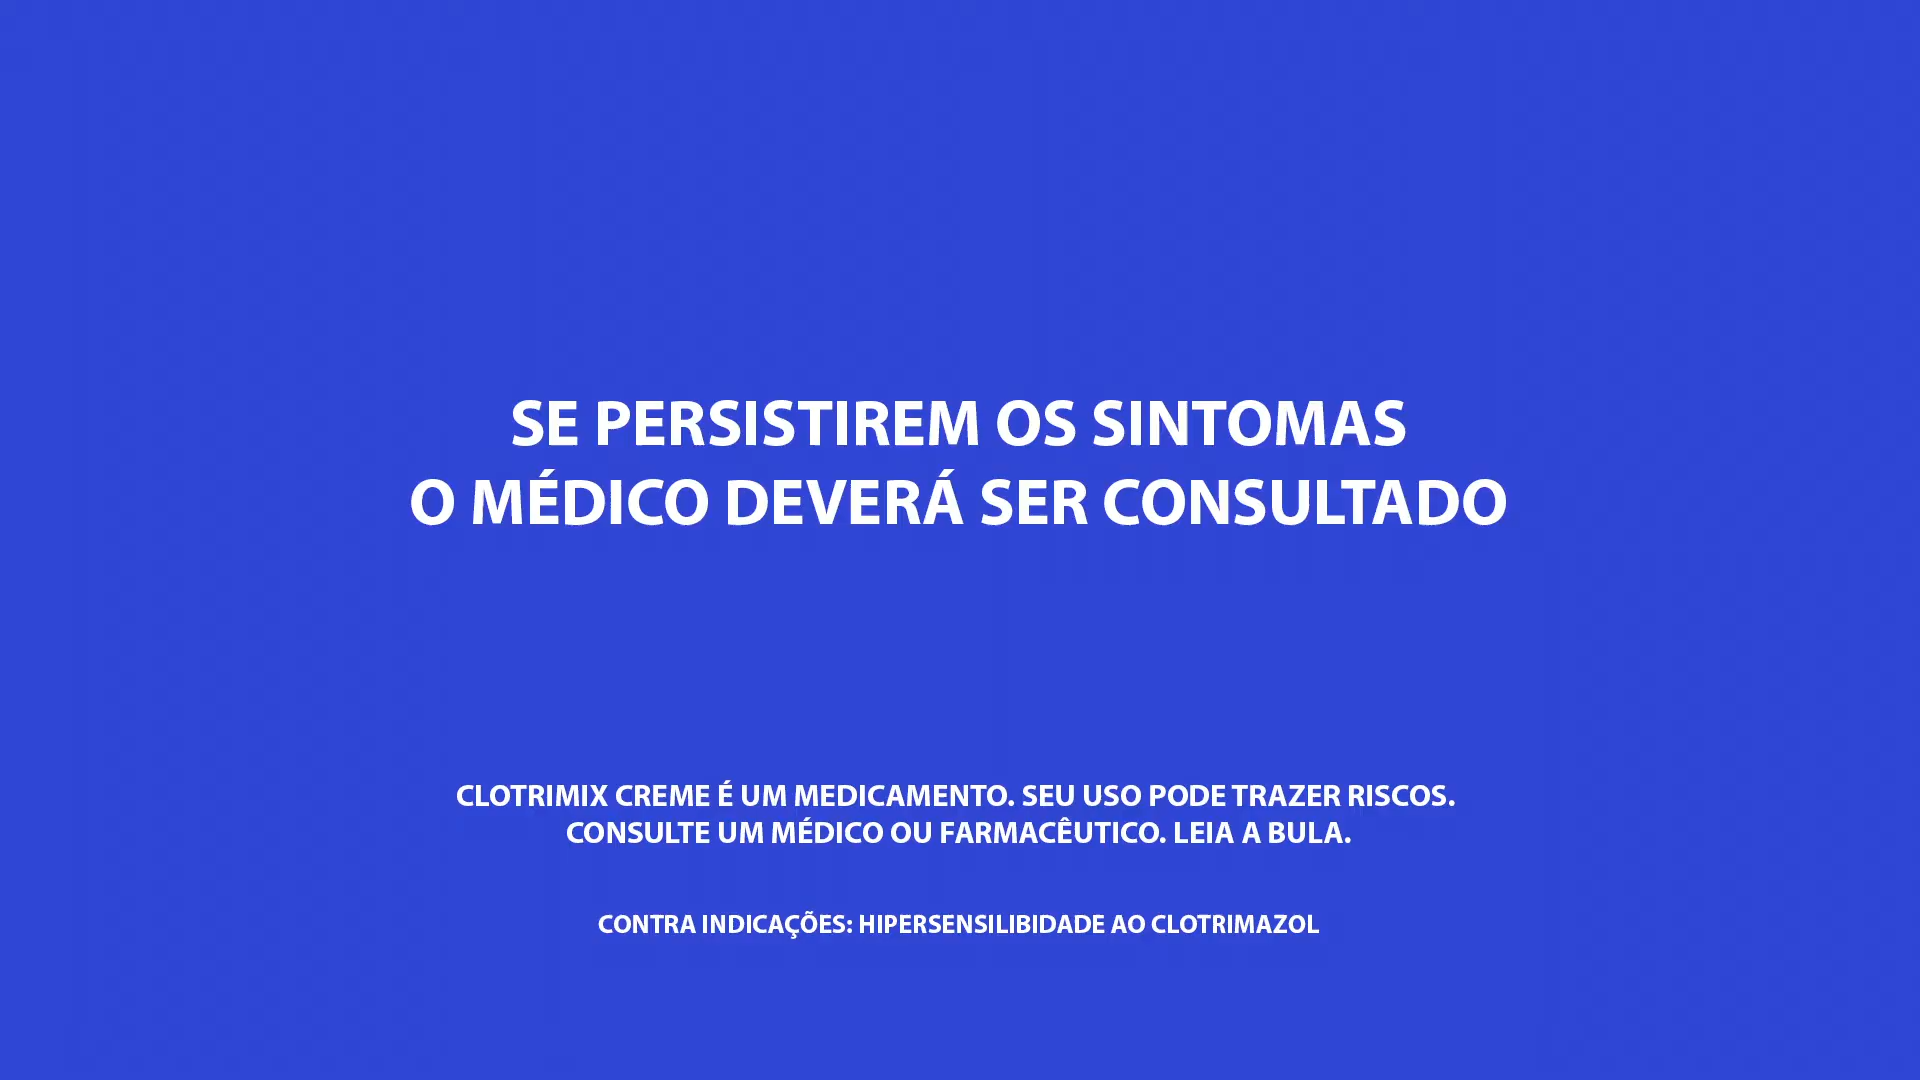 SE PERSISTIREM OS SINTOMAS
O MÉDICO DEVERÁ SER CONSULTADO
CLOTRIMIX CREME É UM MEDICAMENTO. SEU USO PODE TRAZER RISCOS.
CONSULTE UM MÉDICO OU FARMACÊUTICO. LEIA A BULA.
CONTRA INDICAÇÕES: HIPERSENSILIBIDADE AO CLOTRIMAZOL